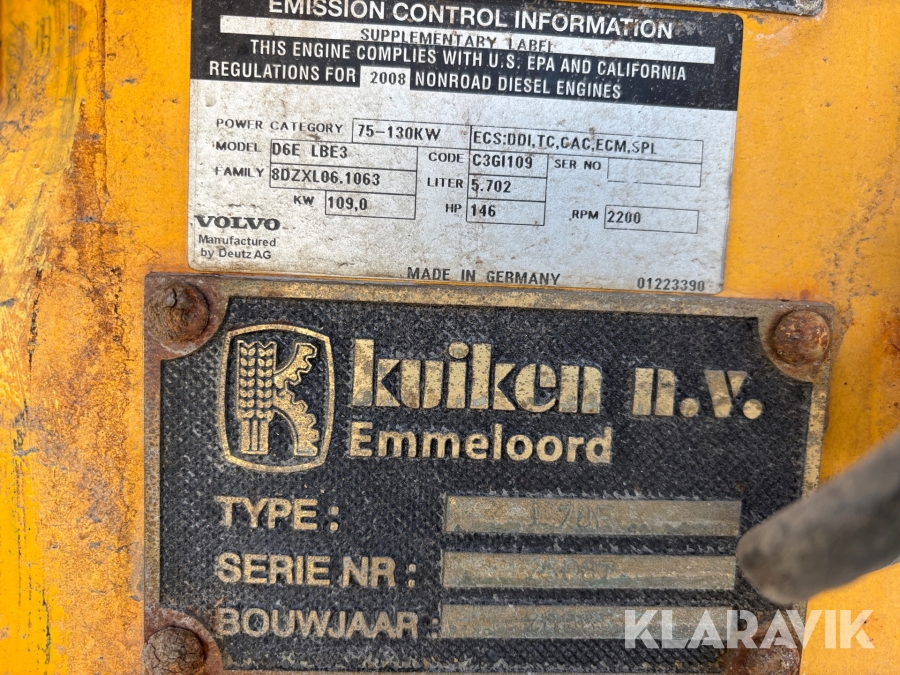 EMISSION CONTROL INFORMATION
SUPPLEMENTARY LABEL
THIS ENGINE COMPLIES WITH U.S. EPA AND CALIFORNIA
REGULATIONS FOR 2008 NONROAD DIESEL ENGINES
POWER CATEGORY 75-130KW ECS:DDI,TC,CAC,ECM,SPL
MODEL D6E LBE3 CODE C3GI109 SER NO
FAMILY 8DZXL06.1063 LITER 5.702
KW 109,0 HP 146 RPM 2200
VOLVO
Manufactured
by Deutz AG
MADE IN GERMANY 01223390
kuiken n.v.
Emmeloord
TYPE:
SERIE NR:
BOUWJAAR:
KLARAVIK